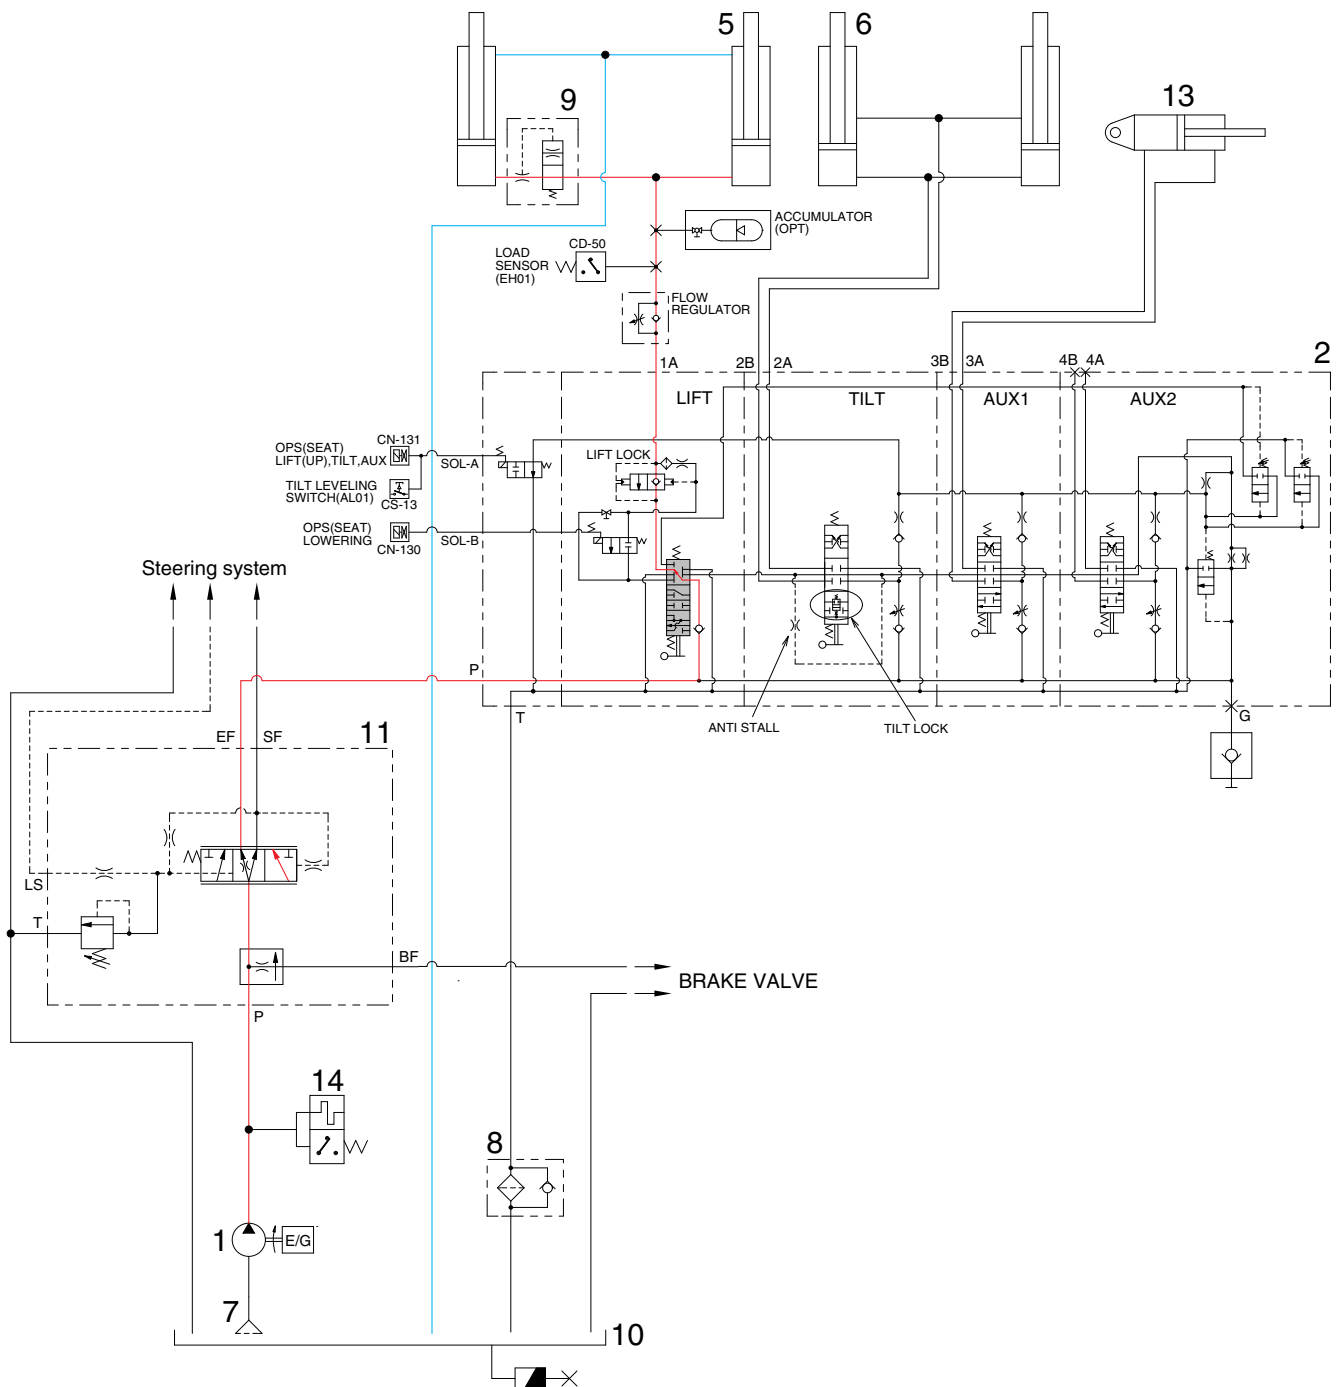 5
6
9
13
ACCUMULATOR
(OPT)
CD-50
LOAD
SENSOR
(EH01)
FLOW
REGULATOR
1A
2B
2A
3B
3A
4B
4A
2
LIFT
TILT
AUX1
AUX2
CN-131
OPS(SEAT)
LIFT(UP),TILT,AUX
SOL-A
LIFT LOCK
TILT LEVELING
SWITCH(AL01)
CS-13
OPS(SEAT)
LOWERING
CN-130
SOL-B
Steering system
P
T
G
ANTI STALL
TILT LOCK
EF
SF
11
LS
T
BF
BRAKE VALVE
P
14
8
1
E/G
7
10